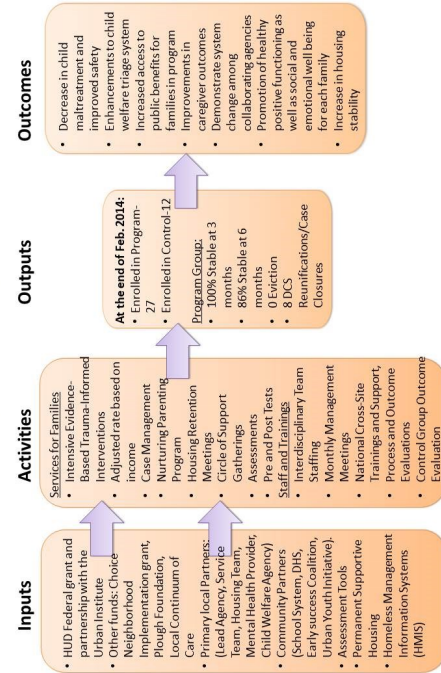 Inputs
• HUD Federal grant and
partnership with the
Urban Institute
• Other funds: Choice
Neighborhood
Implementation grant,
Plough Foundation,
Local Continuum of
Care
• Primary local Partners:
(Lead Agency, Service
Team, Housing Team,
Mental Health Provider,
Child Welfare Agency)
• Community Partners
(School System, DHS,
Early success Coalition,
Urban Youth Initiative).
• Assessment Tools
• Permanent Supportive
Housing
• Homeless Management
Information Systems
(HMIS)
Activities
Services for Families
• Intensive Evidence-
Based Trauma-Informed
Interventions
• Adjusted rate based on
income
• Case Management
• Nurturing Parenting
Program
• Housing Retention
Meetings
• Circle of Support
Gatherings
• Assessments
• Pre and Post Tests
Staff and Trainings
• Interdisciplinary Team
Staffing
• Monthly Management
Meetings
• National Cross-Site
Trainings and Support,
• Process and Outcome
Evaluations
• Control Group Outcome
Evaluation
Outputs
At the end of Feb. 2014:
• Enrolled in Program-
27
• Enrolled in Control-12
Program Group:
• 100% Stable at 3
months
• 86% Stable at 6
months
• 0 Eviction
• 8 DCS
Reunifications/Case
Closures
Outcomes
• Decrease in child
maltreatment and
improved safety
• Enhancements to child
welfare triage system
• Increased access to
public benefits for
families in program
• Improvements in
caregiver outcomes
• Demonstrate system
change among
collaborating agencies
• Promotion of healthy
positive functioning as
well as social and
emotional well being
for each family
• Increase in housing
stability